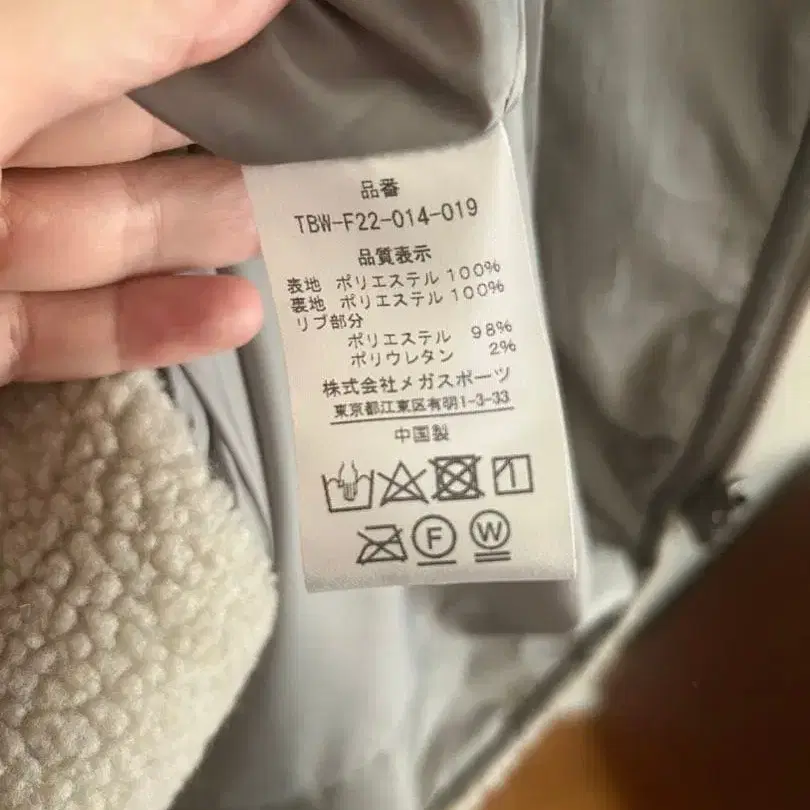 品番
TBW-F22-014-019
品質表示
表地 ポリエステル 100%
裏地 ポリエステル 100%
リブ部分
ポリエステル 98%
ポリウレタン 2%
株式会社メガスポーツ
東京都江東区有明1-3-33
中国製
F W